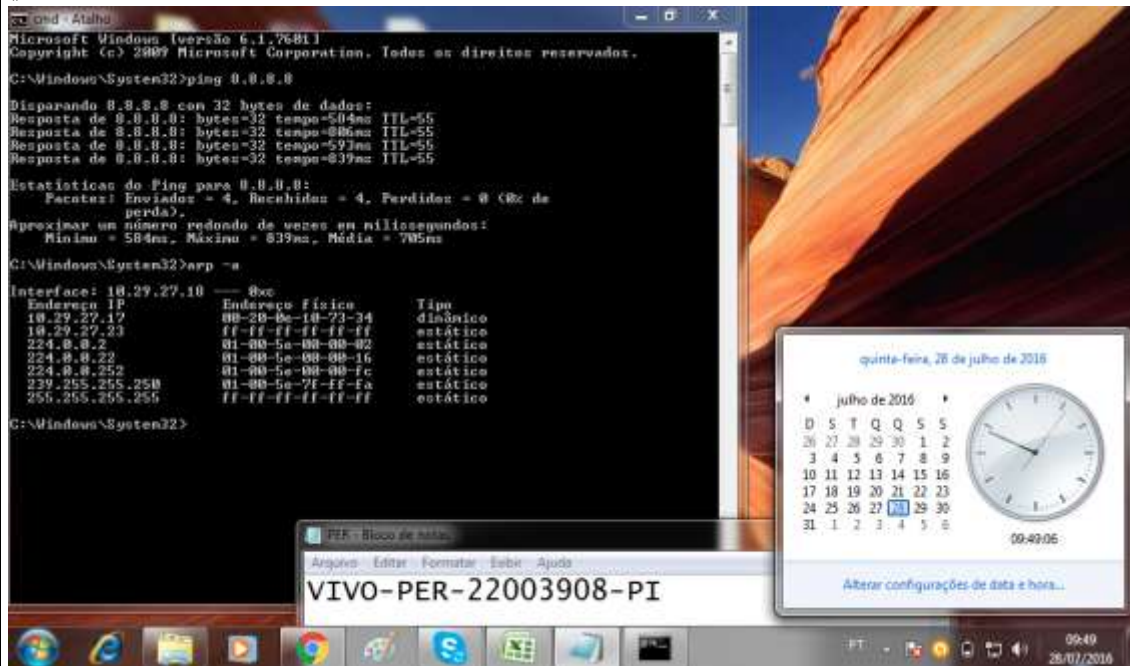 cmd - Atalho
Microsoft Windows [versão 6.1.7601]
Copyright (c) 2009 Microsoft Corporation. Todos os direitos reservados.
C:\Windows\System32>ping 8.8.8.8
Disparando 8.8.8.8 com 32 bytes de dados:
Resposta de 8.8.8.8: bytes=32 tempo=584ms TTL=55
Resposta de 8.8.8.8: bytes=32 tempo=806ms TTL=55
Resposta de 8.8.8.8: bytes=32 tempo=593ms TTL=55
Resposta de 8.8.8.8: bytes=32 tempo=839ms TTL=55
Estatísticas do Ping para 8.8.8.8:
Pacotes: Enviados = 4, Recebidos = 4, Perdidos = 0 (0% de
perda),
Aproximar um número redondo de vezes em milissegundos:
Mínimo = 584ms, Máximo = 839ms, Média = 705ms
C:\Windows\System32>arp -a
Interface: 10.29.27.18 --- 0xc
Endereço IP Endereço físico Tipo
10.29.27.17 00-20-0e-10-73-34 dinâmico
10.29.27.23 ff-ff-ff-ff-ff-ff estático
224.0.0.2 01-00-5e-00-00-02 estático
224.0.0.22 01-00-5e-00-00-16 estático
224.0.0.252 01-00-5e-00-00-fc estático
239.255.255.250 01-00-5e-7f-ff-fa estático
255.255.255.255 ff-ff-ff-ff-ff-ff estático
C:\Windows\System32>
quinta-feira, 28 de julho de 2016
julho de 2016
D S T Q Q S S
26 27 28 29 30 1 2
3 4 5 6 7 8 9
10 11 12 13 14 15 16
17 18 19 20 21 22 23
24 25 26 27 28 29 30
31 1 2 3 4 5 6
09:49:06
Alterar configurações de data e hora...
PER - Bloco de notas
Arquivo Editar Formatar Exibir Ajuda
VIVO-PER-22003908-PI
PT
09:49
28/07/2016